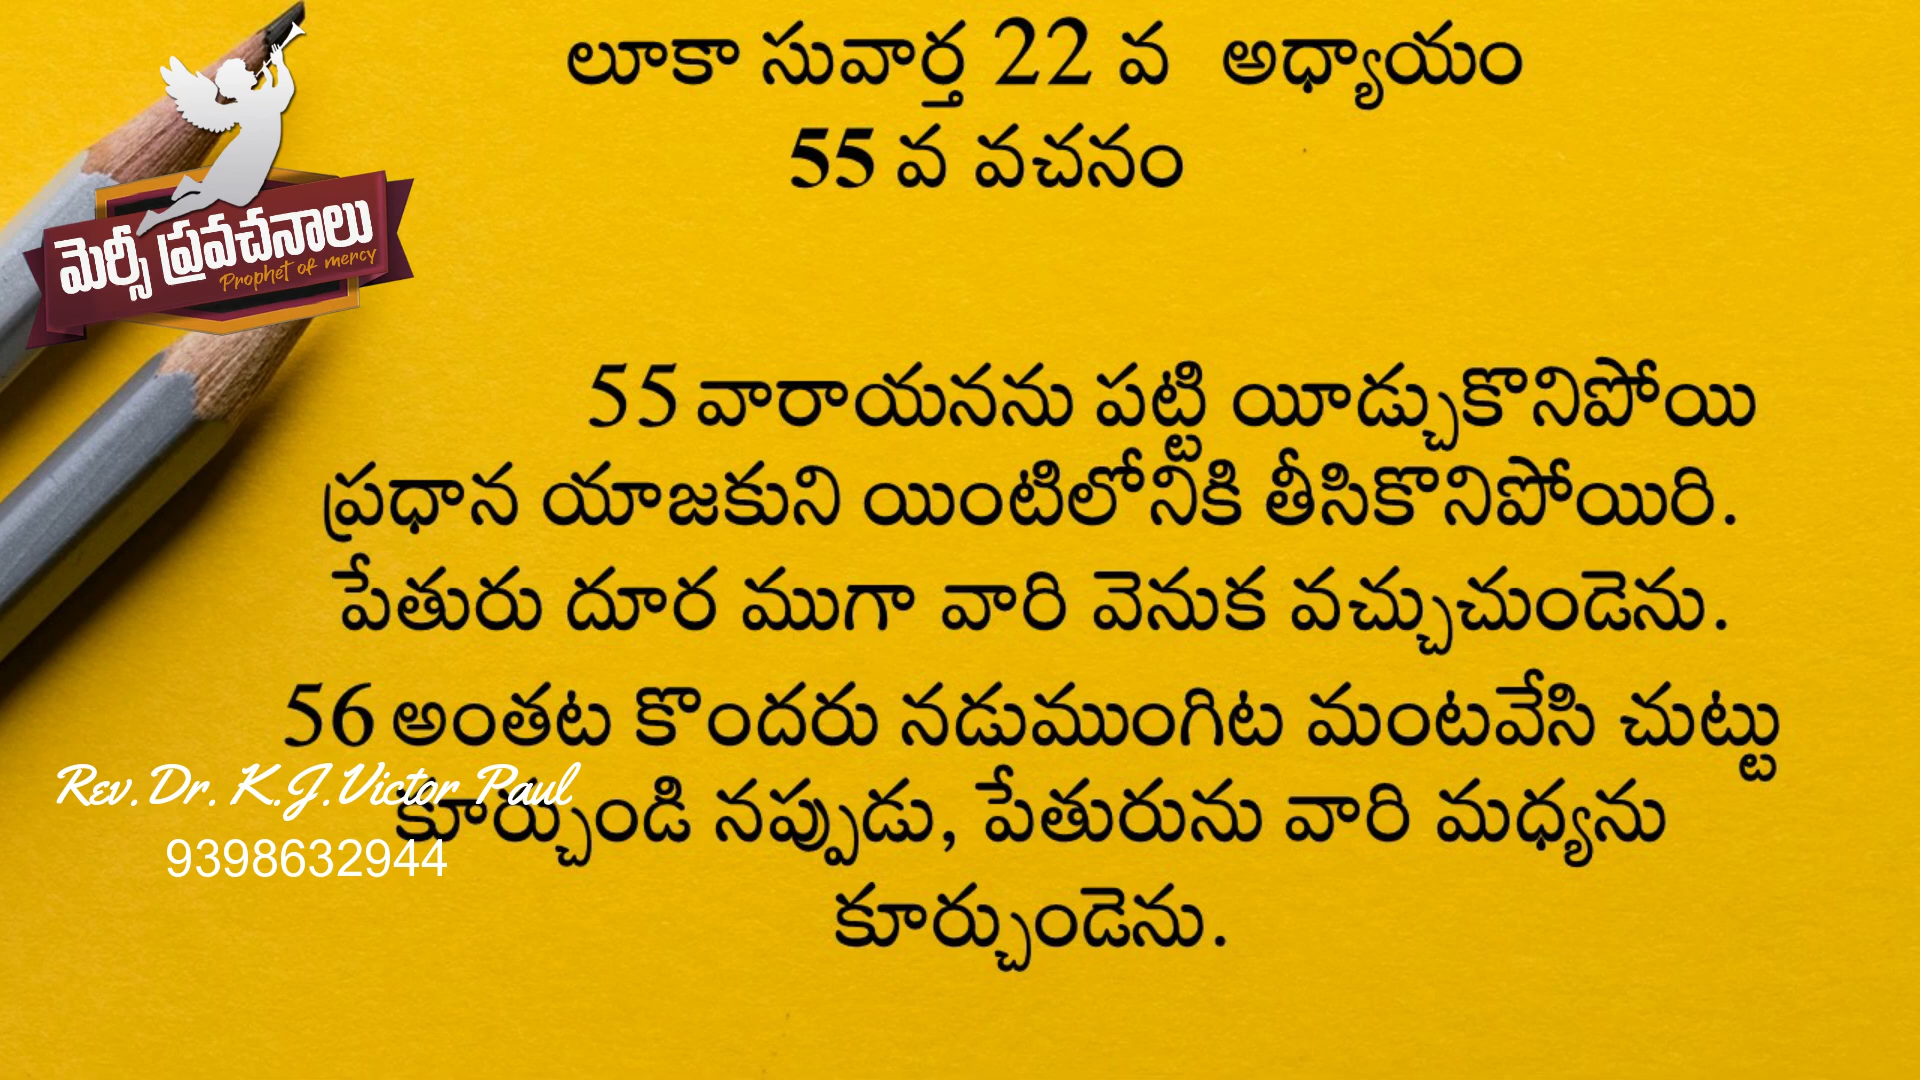 లూకా సువార్త 22 వ అధ్యాయం
55 వ వచనం
మెర్సీ ప్రవచనాలు
Prophet of mercy
55 వారాయనను పట్టి యీడ్చుకొనిపోయి
ప్రధాన యాజకుని యింటిలోనికి తీసికొనిపోయిరి.
పేతురు దూర ముగా వారి వెనుక వచ్చుచుండెను.
56 అంతట కొందరు నడుముంగిట మంటవేసి చుట్టు
కూర్చుండి నప్పుడు, పేతురును వారి మధ్యను
కూర్చుండెను.
Rev. Dr. K.J.Victor Paul
9398632944